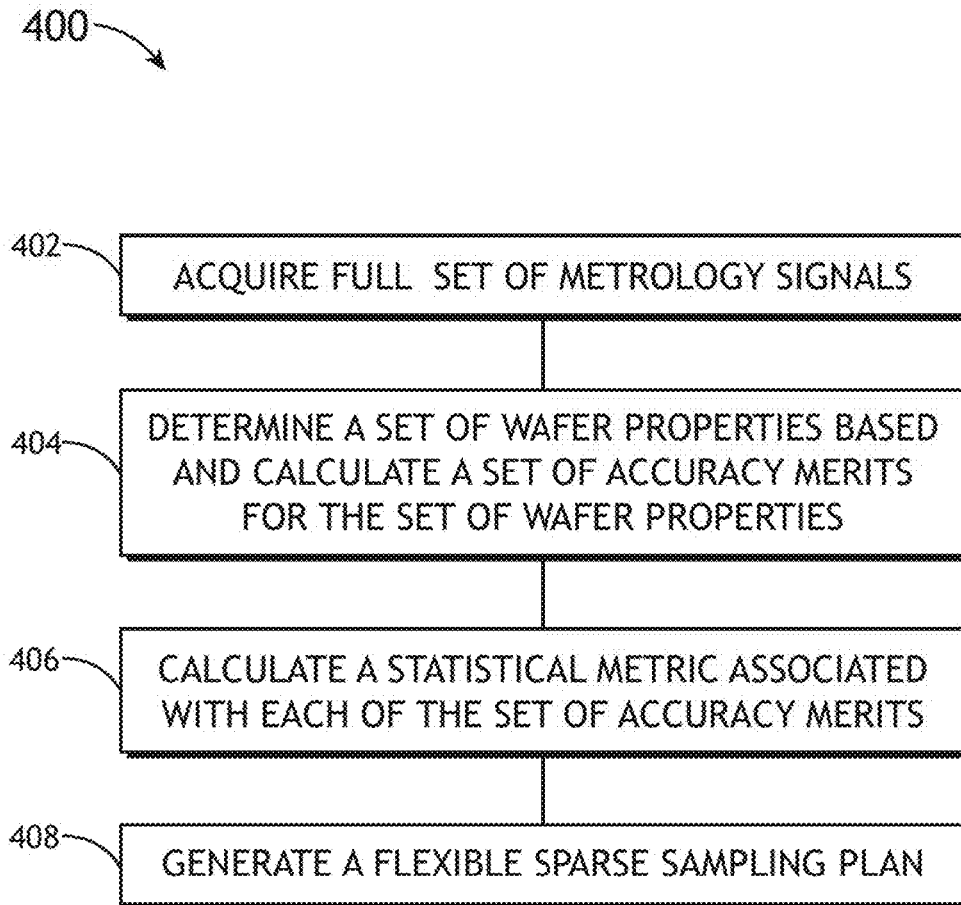 400
402
ACQUIRE FULL SET OF METROLOGY SIGNALS
404
DETERMINE A SET OF WAFER PROPERTIES BASED
AND CALCULATE A SET OF ACCURACY MERITS
FOR THE SET OF WAFER PROPERTIES
406
CALCULATE A STATISTICAL METRIC ASSOCIATED
WITH EACH OF THE SET OF ACCURACY MERITS
408
GENERATE A FLEXIBLE SPARSE SAMPLING PLAN